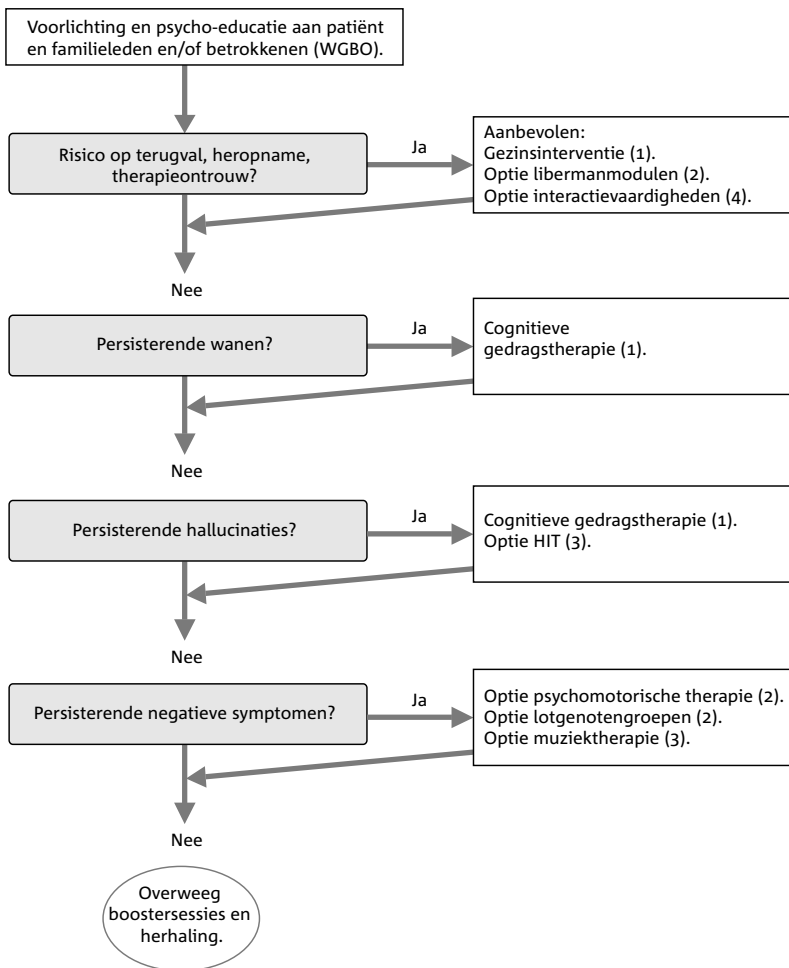 Voorlichting en psycho-educatie aan patiënt
en familieleden en/of betrokkenen (WGBO).
Risico op terugval, heropname,
therapieontrouw?
Ja
Aanbevolen:
Gezinsinterventie (1).
Optie libermanmodulen (2).
Optie interactievaardigheden (4).
Nee
Persisterende wanen?
Ja
Cognitieve
gedragstherapie (1).
Nee
Persisterende hallucinaties?
Ja
Cognitieve gedragstherapie (1).
Optie HIT (3).
Nee
Persisterende negatieve symptomen?
Ja
Optie psychomotorische therapie (2).
Optie lotgenotengroepen (2).
Optie muziektherapie (3).
Nee
Overweeg
boostersessies en
herhaling.